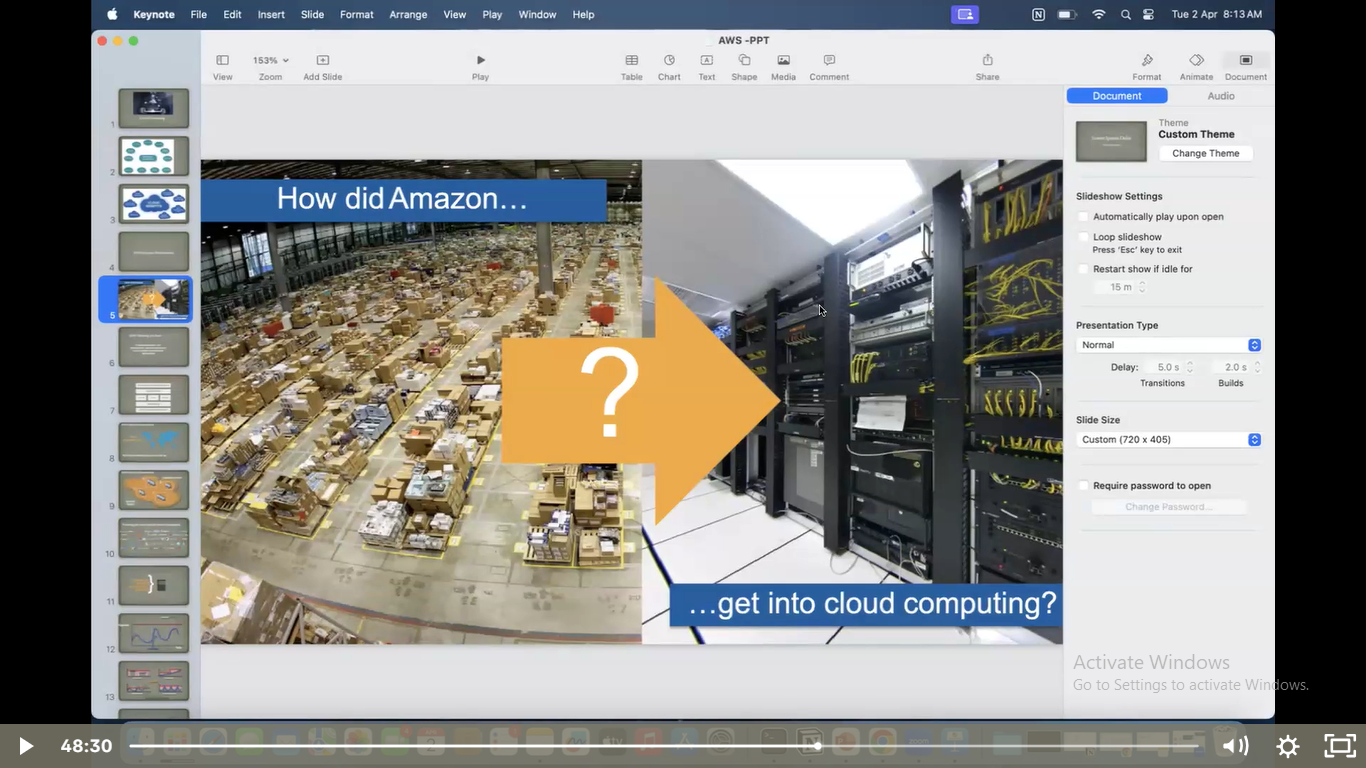 Keynote File Edit Insert Slide Format Arrange View Play Window Help
Tue 2 Apr 8:13 AM
AWS -PPT
153%
View Zoom Add Slide Play Table Chart Text Shape Media Comment Share Format Animate Document
Document Audio
Theme
Custom Theme
Change Theme
Slideshow Settings
Automatically play upon open
Loop slideshow
Press 'Esc' key to exit
Restart show if idle for
15 m
Presentation Type
Normal
Delay: 5.0 s 2.0 s
Transitions Builds
Slide Size
Custom (720 x 405)
Require password to open
Change Password...
1
2
3
4
5
6
7
8
9
10
11
12
13
How did Amazon...
?
...get into cloud computing?
Activate Windows
Go to Settings to activate Windows.
48:30